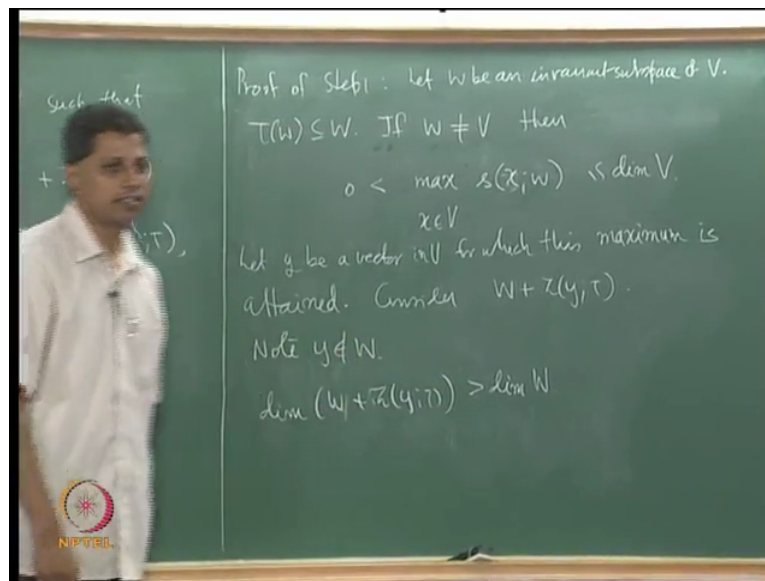 such that
+ Z
; T),
Proof of Step 1 : Let W be an invariant subspace of V.
T(W) ⊆ W. If W ≠ V then
0 < max s(x; W) ≤ dim V.
x ∈ V
Let y be a vector in V for which this maximum is
attained. Consider W + Z(y, T).
Note y ∉ W.
dim (W + Z(y; T)) > dim W
NPTEL